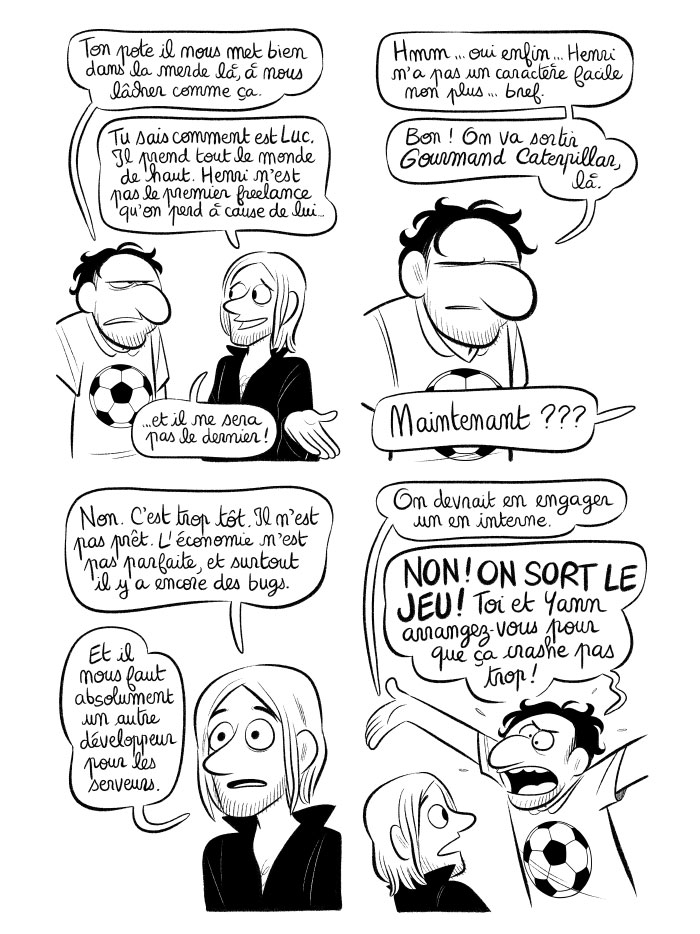 Ton pote il nous met bien
dans la merde là, à nous
lâcher comme ça.
Tu sais comment est Luc.
Il prend tout le monde
de haut. Henri n'est
pas le premier freelance
qu'on perd à cause de lui...
...et il ne sera
pas le dernier !
Hmm ... oui enfin... Henri
n'a pas un caractère facile
non plus... bref.
Bon ! On va sortir
Gourmand Caterpillar,
là.
Maintenant ???
Non. C'est trop tôt. Il n'est
pas prêt. L'économie n'est
pas parfaite, et surtout
il y a encore des bugs.
Et il
nous faut
absolument
un autre
développeur
pour les
serveurs.
On devrait en engager
un en interne.
NON ! ON SORT LE
JEU ! Toi et Yann
arrangez-vous pour
que ça crashe pas
trop !